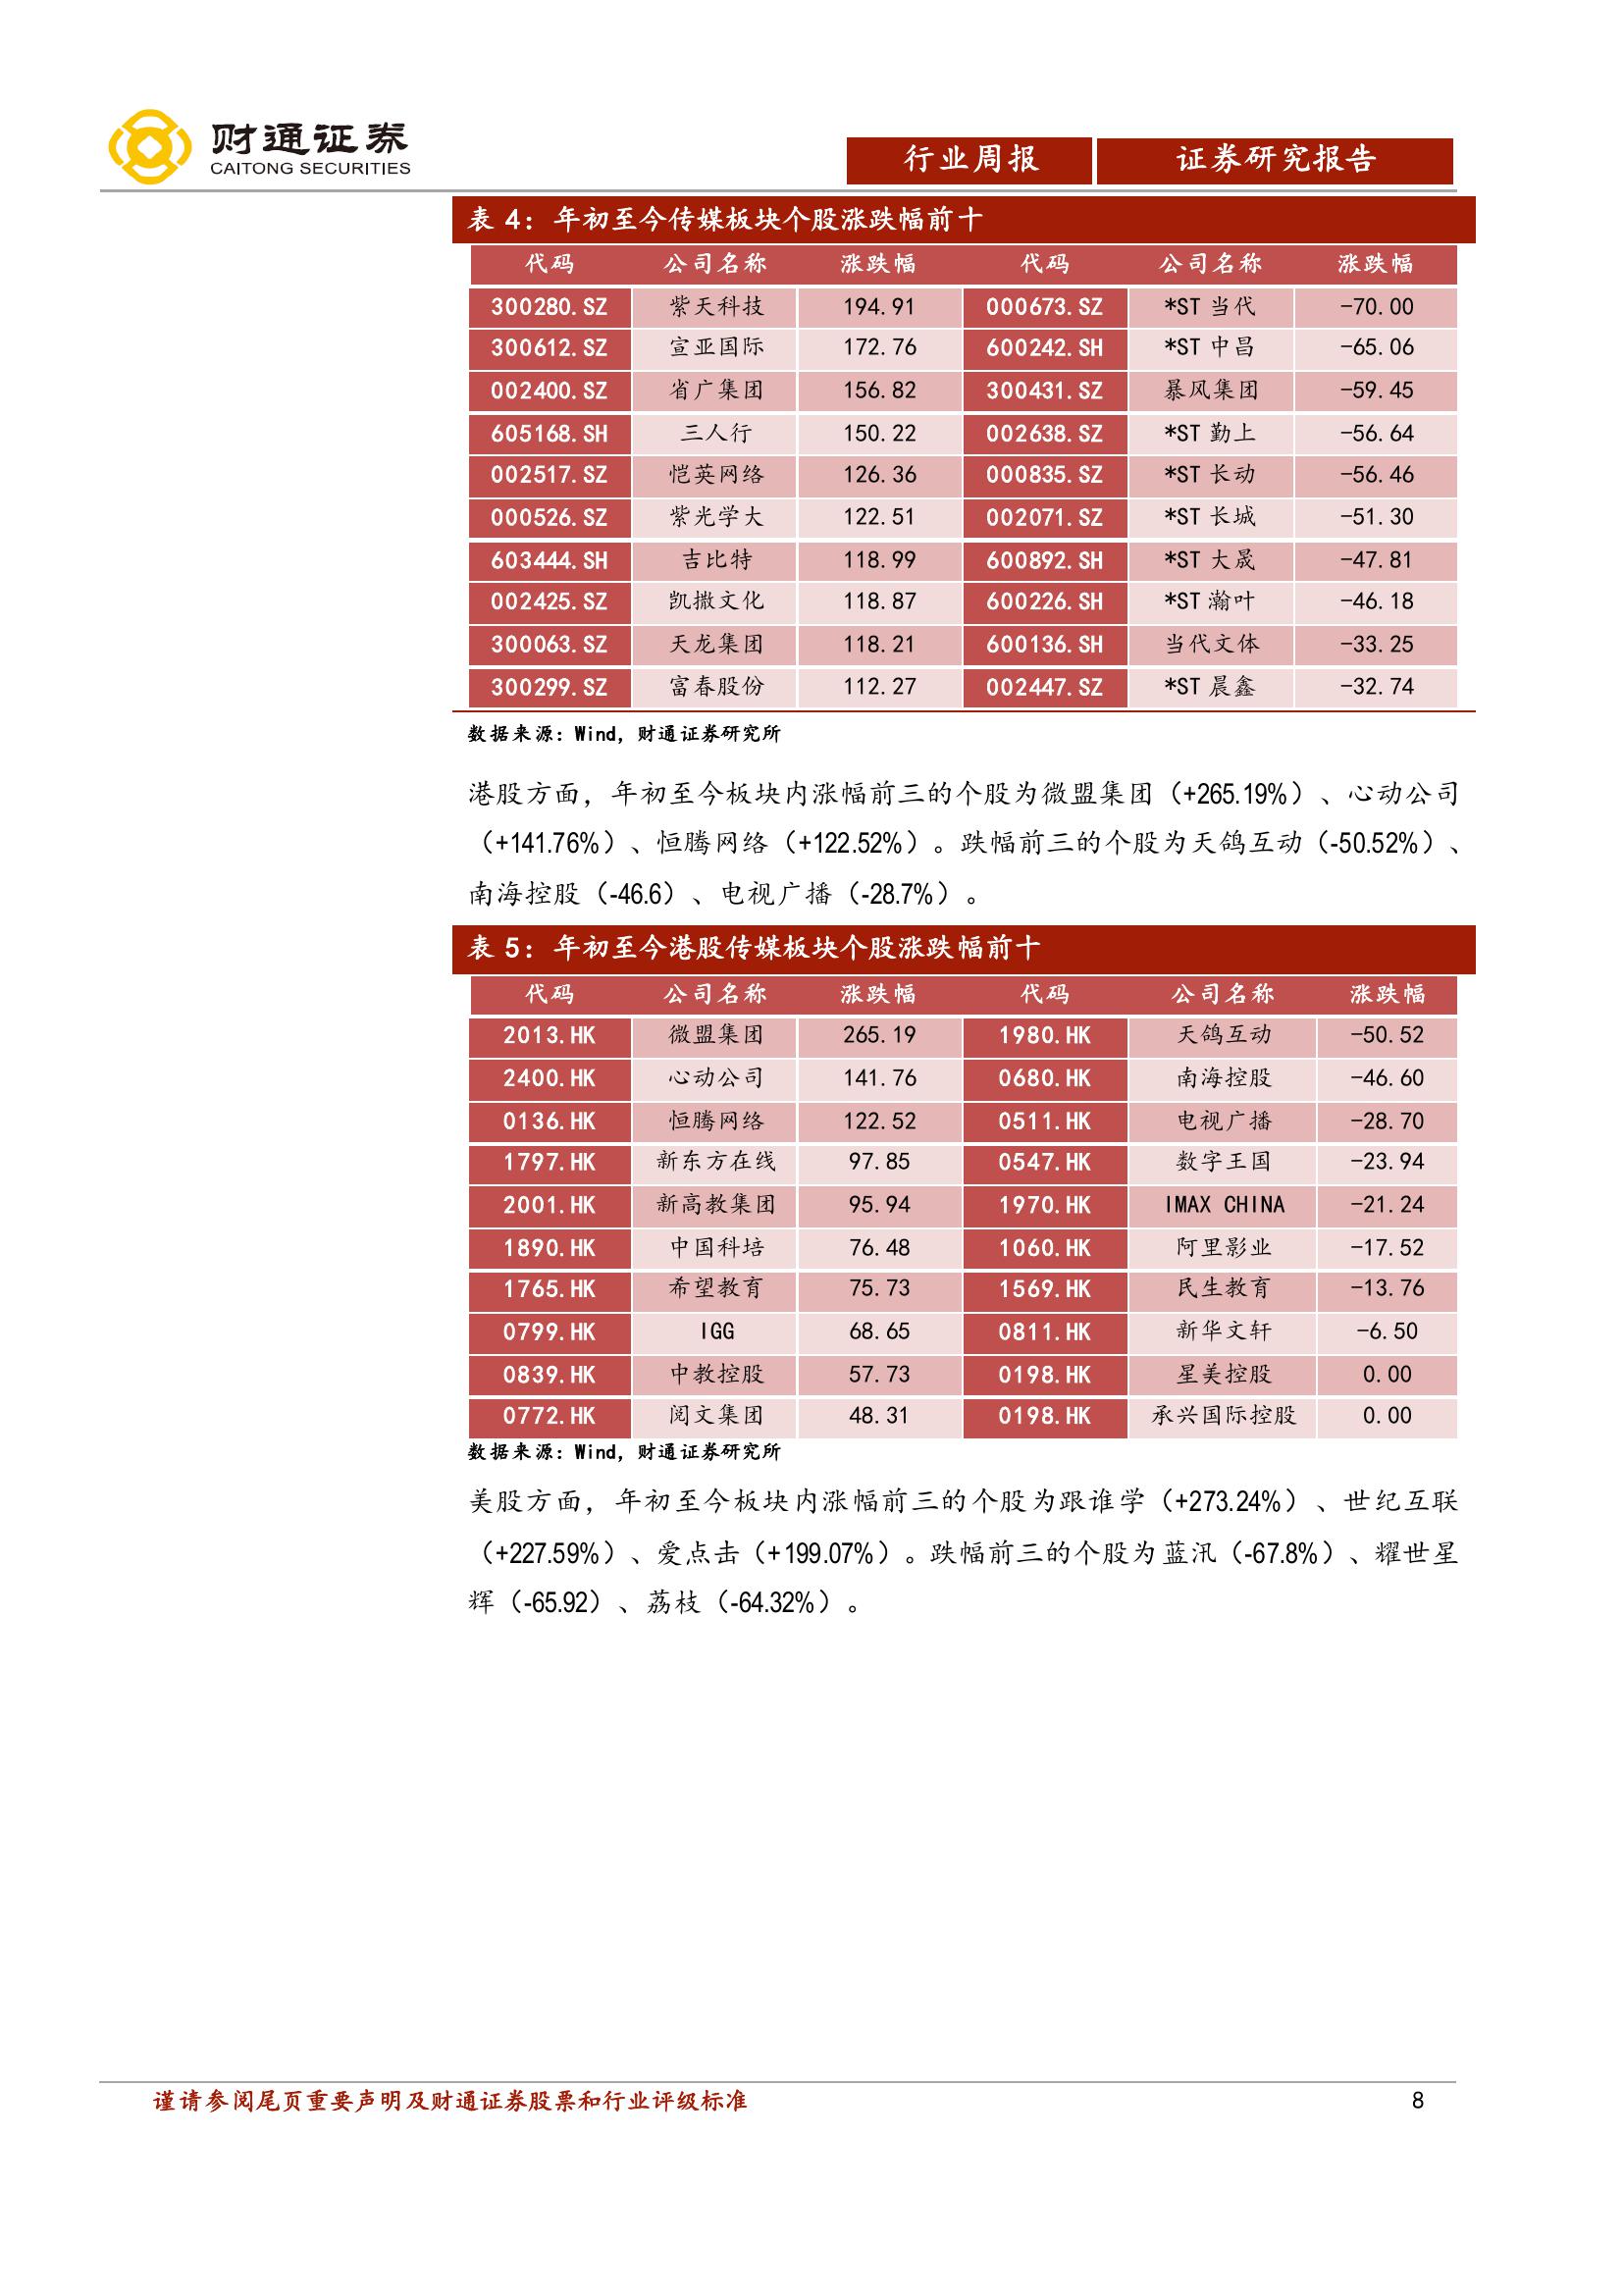 财通证券
CAITONG SECURITIES
行业周报 证券研究报告
表 4：年初至今传媒板块个股涨跌幅前十
代码 公司名称 涨跌幅 代码 公司名称 涨跌幅
300280.SZ 紫天科技 194.91 000673.SZ *ST 当代 -70.00
300612.SZ 宣亚国际 172.76 600242.SH *ST 中昌 -65.06
002400.SZ 省广集团 156.82 300431.SZ 暴风集团 -59.45
605168.SH 三人行 150.22 002638.SZ *ST 勤上 -56.64
002517.SZ 恺英网络 126.36 000835.SZ *ST 长动 -56.46
000526.SZ 紫光学大 122.51 002071.SZ *ST 长城 -51.30
603444.SH 吉比特 118.99 600892.SH *ST 大晟 -47.81
002425.SZ 凯撒文化 118.87 600226.SH *ST 瀚叶 -46.18
300063.SZ 天龙集团 118.21 600136.SH 当代文体 -33.25
300299.SZ 富春股份 112.27 002447.SZ *ST 晨鑫 -32.74
数据来源：Wind，财通证券研究所
港股方面，年初至今板块内涨幅前三的个股为微盟集团（+265.19%）、心动公司
（+141.76%）、恒腾网络（+122.52%）。跌幅前三的个股为天鸽互动（-50.52%）、
南海控股（-46.6）、电视广播（-28.7%）。
表 5：年初至今港股传媒板块个股涨跌幅前十
代码 公司名称 涨跌幅 代码 公司名称 涨跌幅
2013.HK 微盟集团 265.19 1980.HK 天鸽互动 -50.52
2400.HK 心动公司 141.76 0680.HK 南海控股 -46.60
0136.HK 恒腾网络 122.52 0511.HK 电视广播 -28.70
1797.HK 新东方在线 97.85 0547.HK 数字王国 -23.94
2001.HK 新高教集团 95.94 1970.HK IMAX CHINA -21.24
1890.HK 中国科培 76.48 1060.HK 阿里影业 -17.52
1765.HK 希望教育 75.73 1569.HK 民生教育 -13.76
0799.HK IGG 68.65 0811.HK 新华文轩 -6.50
0839.HK 中教控股 57.73 0198.HK 星美控股 0.00
0772.HK 阅文集团 48.31 0198.HK 承兴国际控股 0.00
数据来源：Wind，财通证券研究所
美股方面，年初至今板块内涨幅前三的个股为跟谁学（+273.24%）、世纪互联
（+227.59%）、爱点击（+199.07%）。跌幅前三的个股为蓝汛（-67.8%）、耀世星
辉（-65.92）、荔枝（-64.32%）。
谨请参阅尾页重要声明及财通证券股票和行业评级标准 8